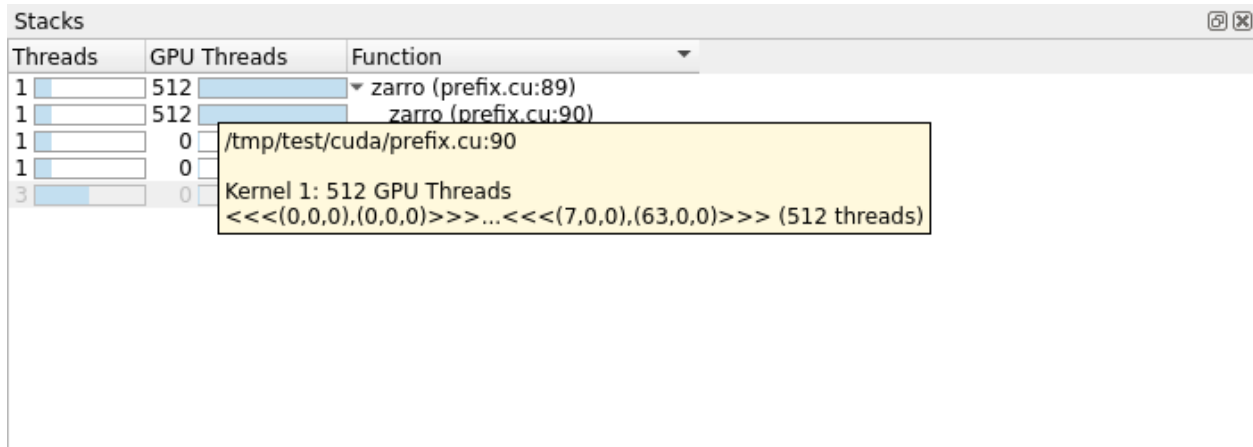 Stacks
Threads GPU Threads Function
1 512 zarro (prefix.cu:89)
1 512 zarro (prefix.cu:90)
1 0
1 0
3 0
/tmp/test/cuda/prefix.cu:90
Kernel 1: 512 GPU Threads
<<<(0,0,0),(0,0,0)>>>...<<<(7,0,0),(63,0,0)>>> (512 threads)